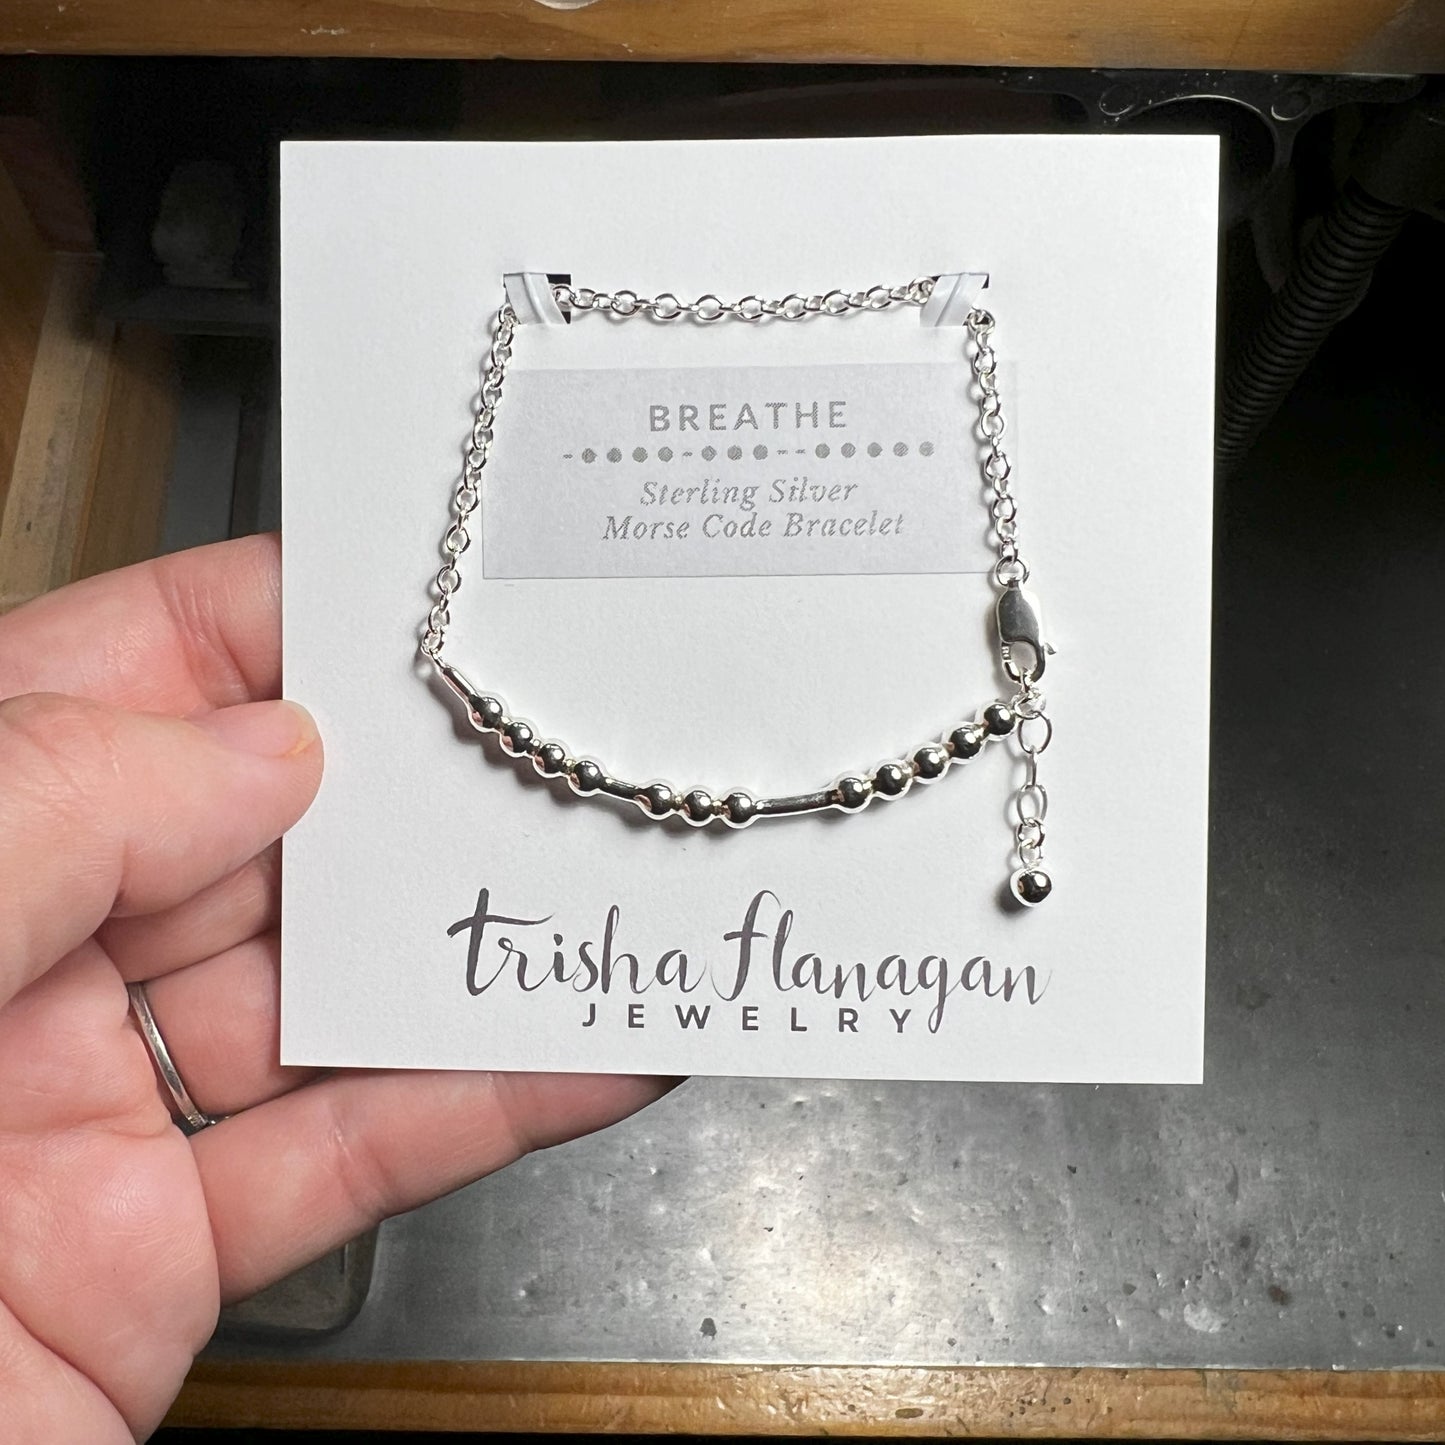 BREATHE
-●●●●-●●●--●●●●●
Sterling Silver
Morse Code Bracelet
trisha flanagan
JEWELRY